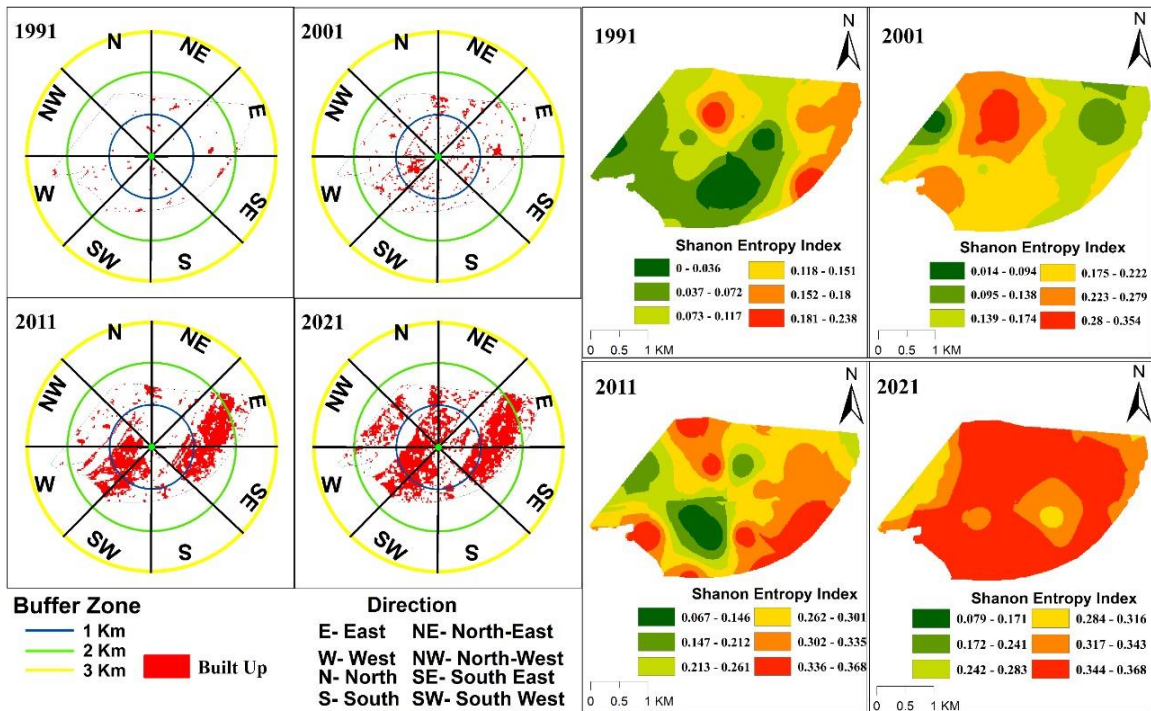 1991
N
NE
E
SE
S
SW
W
NW
2001
N
NE
E
SE
S
SW
W
NW
2011
N
NE
E
SE
S
SW
W
NW
2021
N
NE
E
SE
S
SW
W
NW
Buffer Zone
1 Km
2 Km
3 Km
Built Up
Direction
E- East NE- North-East
W- West NW- North-West
N- North SE- South East
S- South SW- South West
1991
N
Shanon Entropy Index
0 - 0.036 0.118 - 0.151
0.037 - 0.072 0.152 - 0.18
0.073 - 0.117 0.181 - 0.238
0 0.5 1 KM
2001
N
Shanon Entropy Index
0.014 - 0.094 0.175 - 0.222
0.095 - 0.138 0.223 - 0.279
0.139 - 0.174 0.28 - 0.354
0 0.5 1 KM
2011
N
Shanon Entropy Index
0.067 - 0.146 0.262 - 0.301
0.147 - 0.212 0.302 - 0.335
0.213 - 0.261 0.336 - 0.368
0 0.5 1 KM
2021
N
Shanon Entropy Index
0.079 - 0.171 0.284 - 0.316
0.172 - 0.241 0.317 - 0.343
0.242 - 0.283 0.344 - 0.368
0 0.5 1 KM